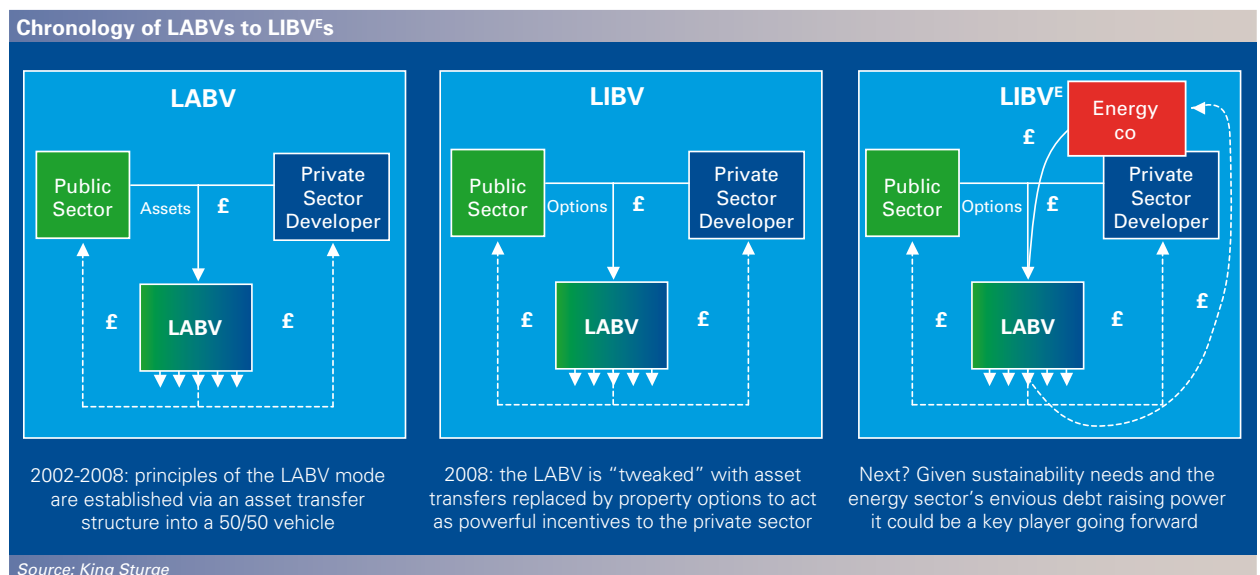 Chronology of LABVs to LIBVᴱs
LABV
Public
Sector
Assets
£
Private
Sector
Developer
£
£
LABV
2002-2008: principles of the LABV mode
are established via an asset transfer
structure into a 50/50 vehicle
LIBV
Public
Sector
Options
£
Private
Sector
Developer
£
£
LABV
2008: the LABV is “tweaked” with asset
transfers replaced by property options to act
as powerful incentives to the private sector
LIBVᴱ
Energy
co
£
Public
Sector
Options
£
Private
Sector
Developer
£
£
£
LABV
Next? Given sustainability needs and the
energy sector’s envious debt raising power
it could be a key player going forward
Source: King Sturge